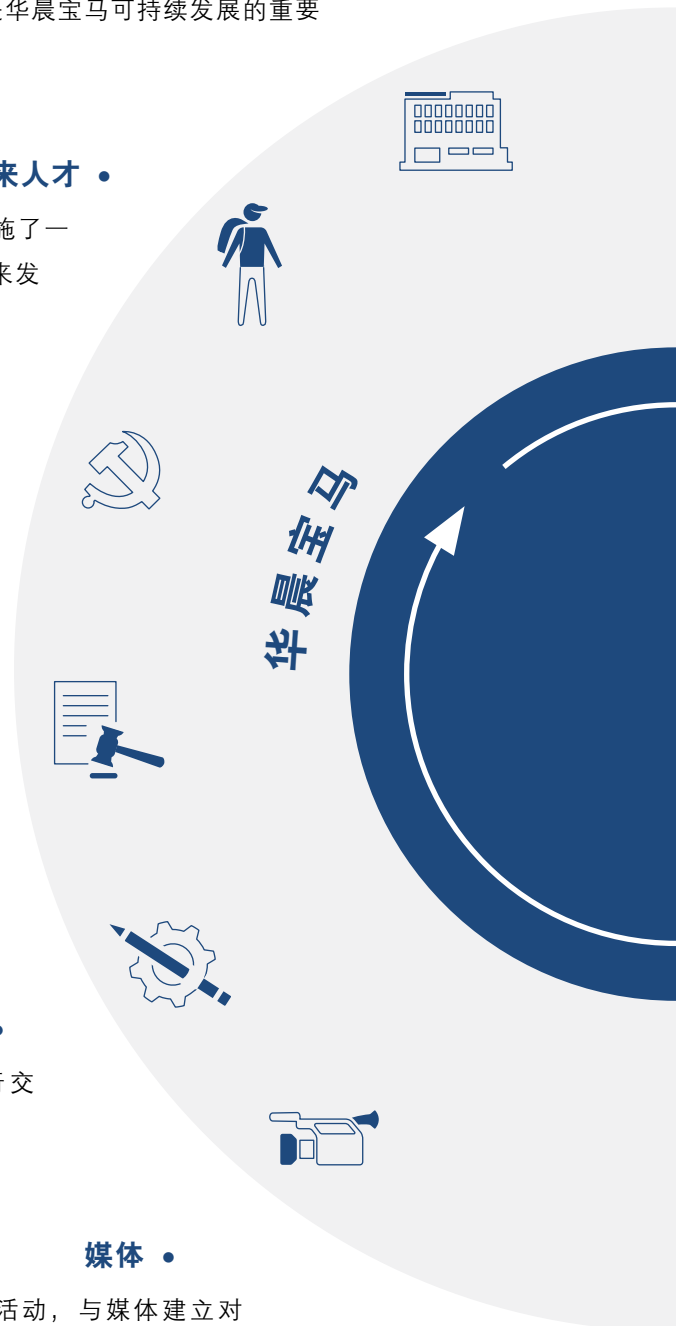 华晨宝马可持续发展的重要
来人才 •
施了一
来发
华晨宝马
•
行交
媒体 •
活动，与媒体建立对